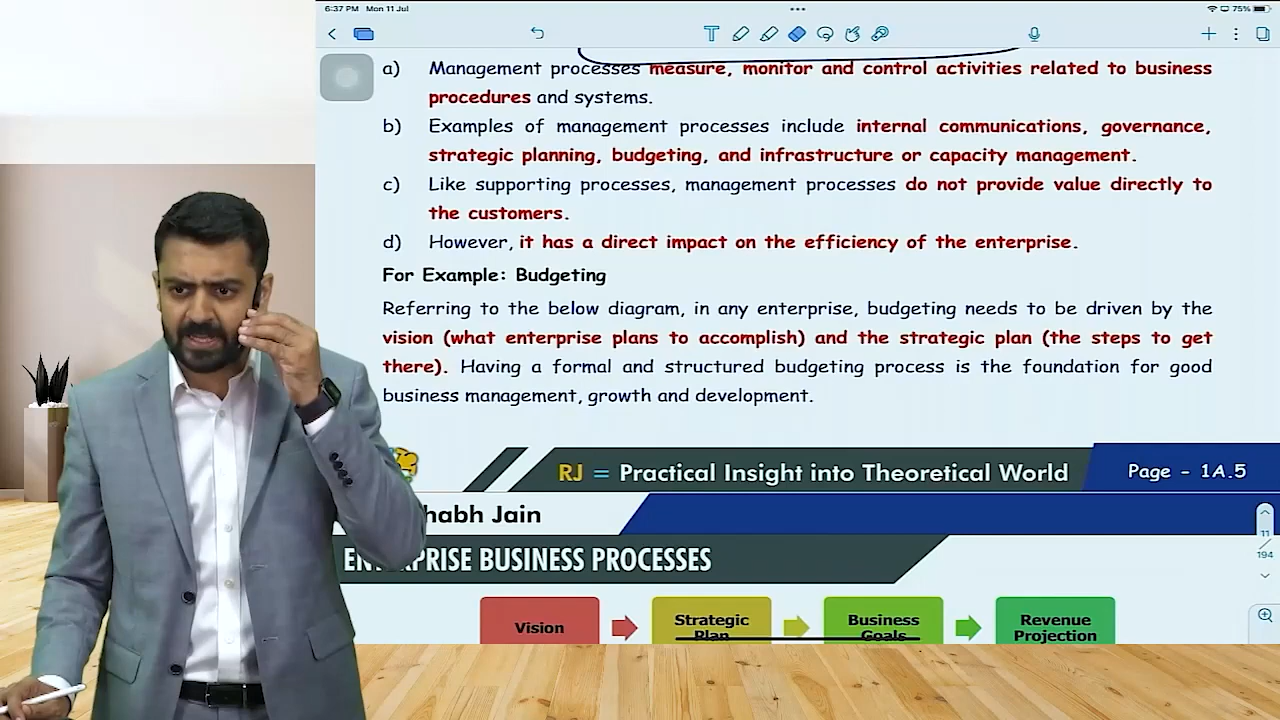 6:37 PM Mon 11 Jul
75%
a) Management processes measure, monitor and control activities related to business
procedures and systems.
b) Examples of management processes include internal communications, governance,
strategic planning, budgeting, and infrastructure or capacity management.
c) Like supporting processes, management processes do not provide value directly to
the customers.
d) However, it has a direct impact on the efficiency of the enterprise.
For Example: Budgeting
Referring to the below diagram, in any enterprise, budgeting needs to be driven by the
vision (what enterprise plans to accomplish) and the strategic plan (the steps to get
there). Having a formal and structured budgeting process is the foundation for good
business management, growth and development.
RJ = Practical Insight into Theoretical World
Page - 1A.5
habh Jain
11
194
ENTERPRISE BUSINESS PROCESSES
Vision
Strategic
Plan
Business
Goals
Revenue
Projection